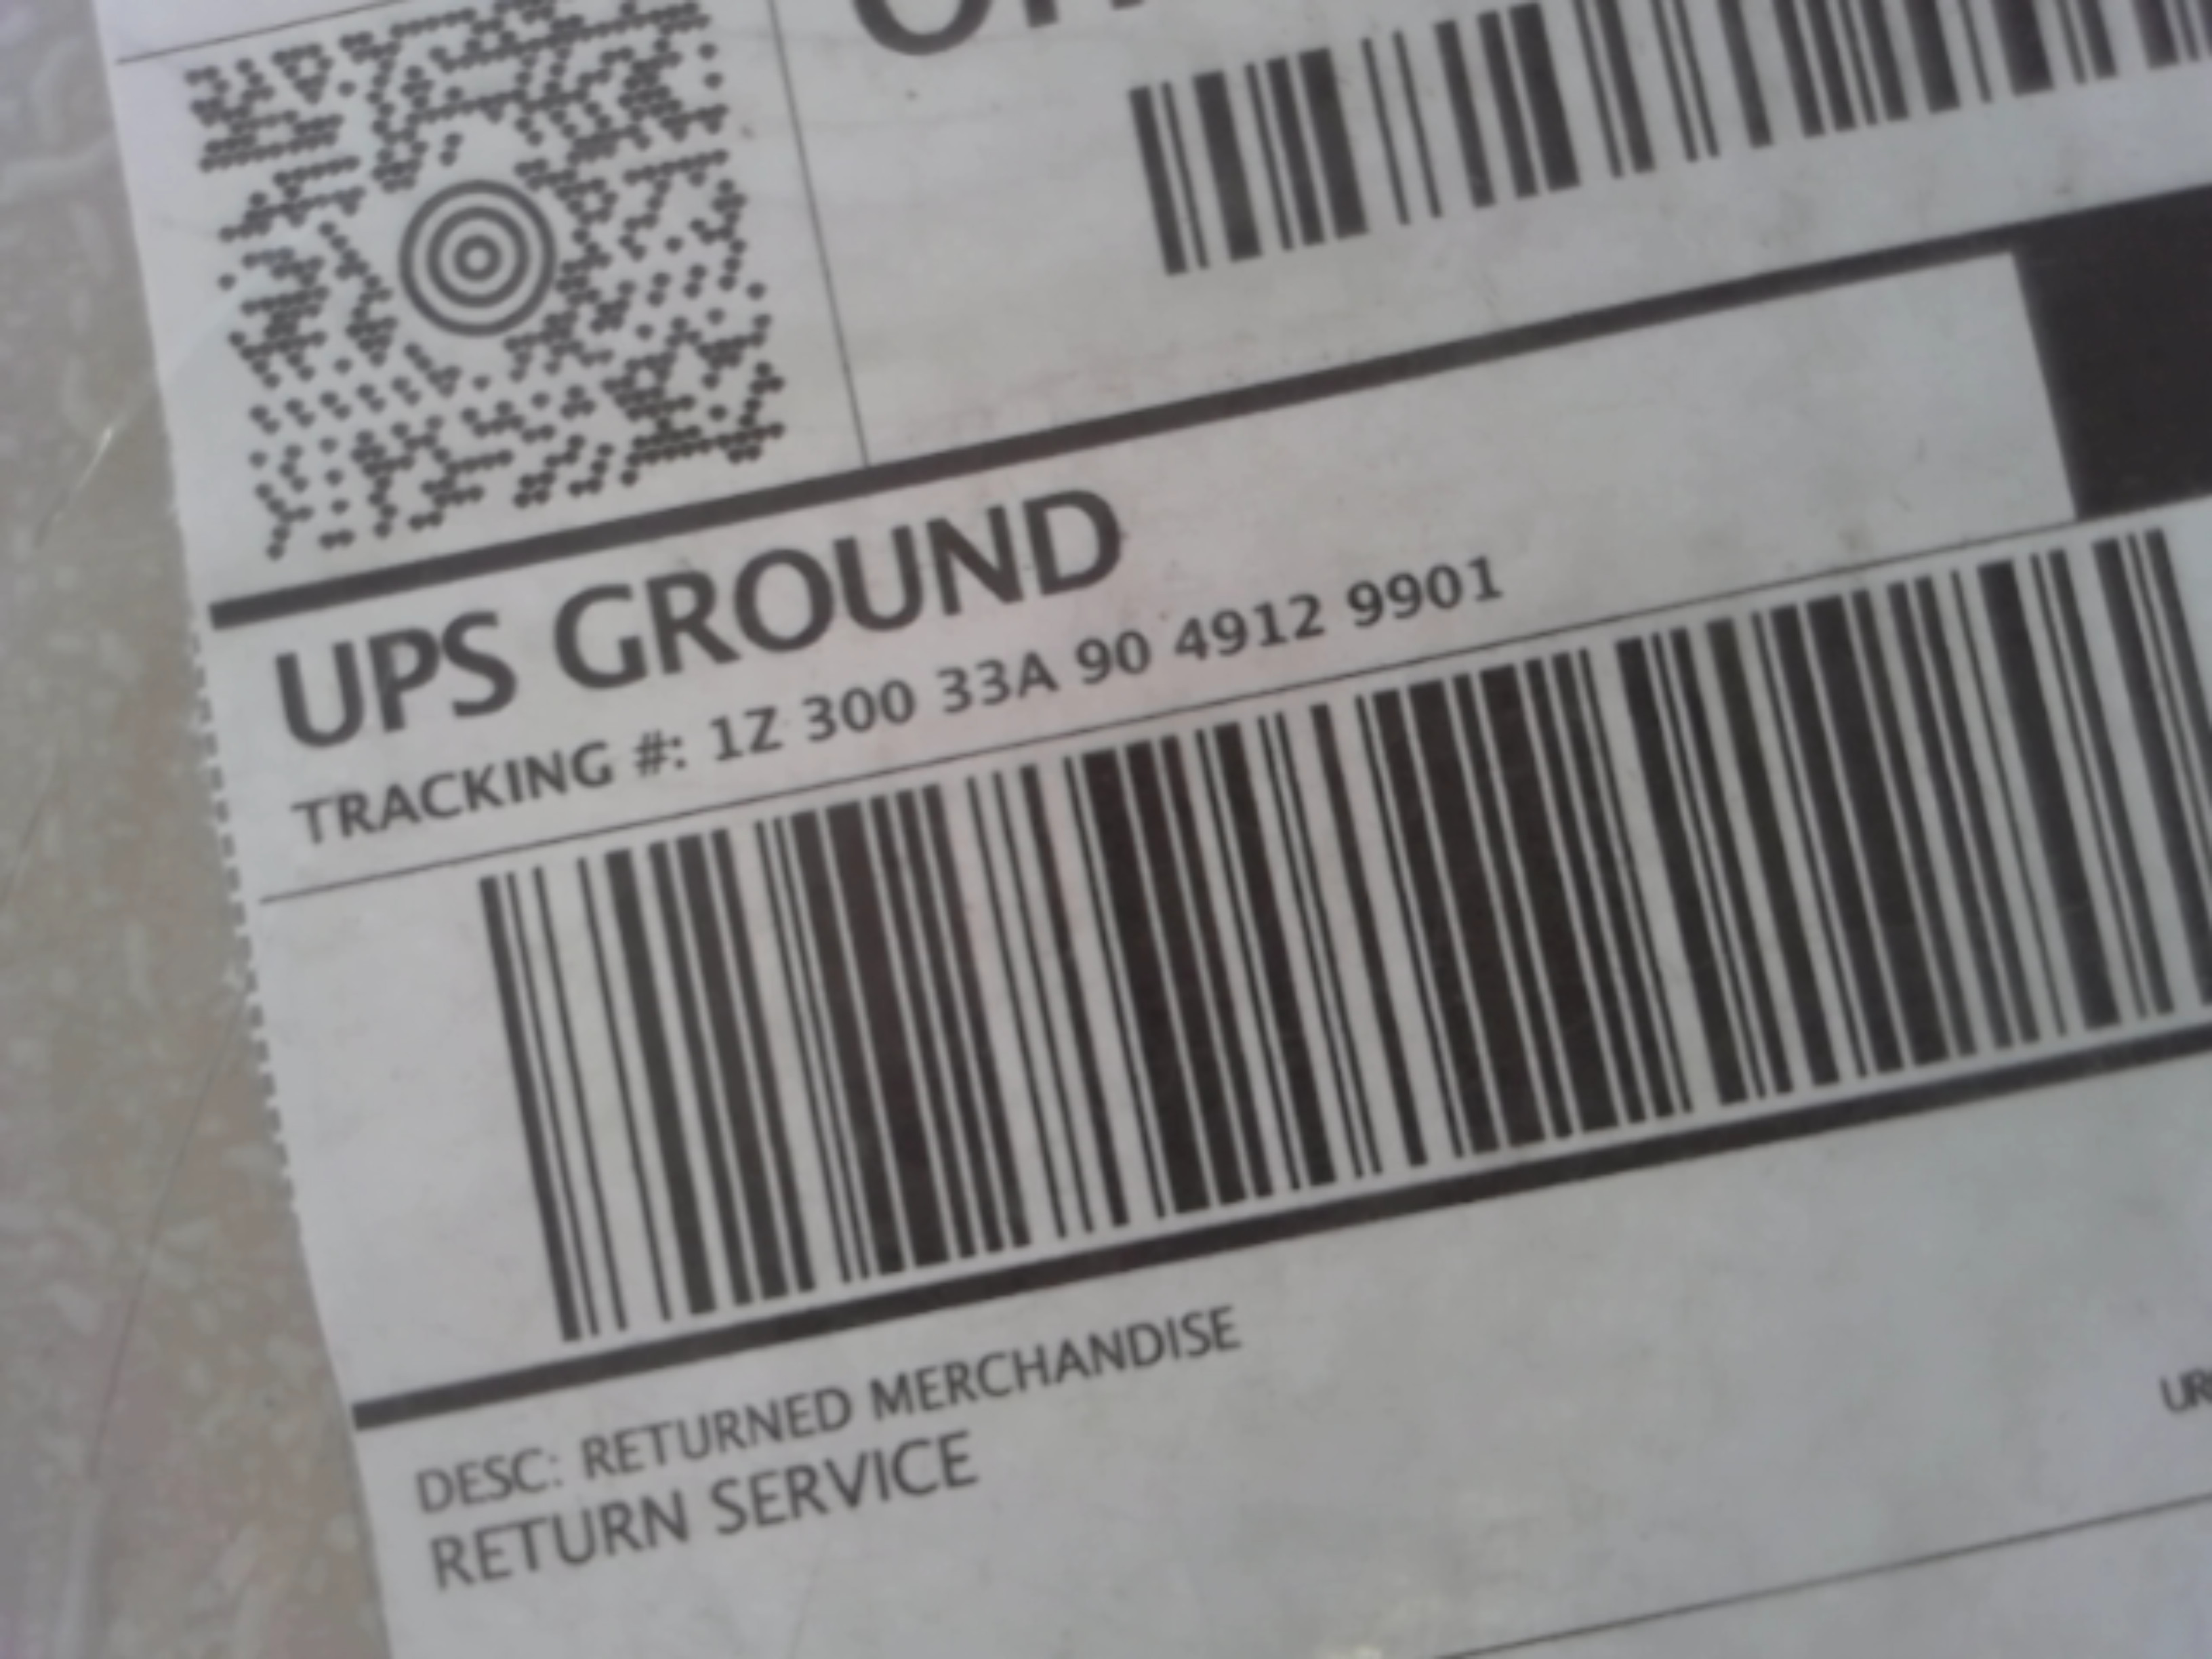 UPS GROUND
TRACKING #: 1Z 300 33A 90 4912 9901
DESC: RETURNED MERCHANDISE
RETURN SERVICE